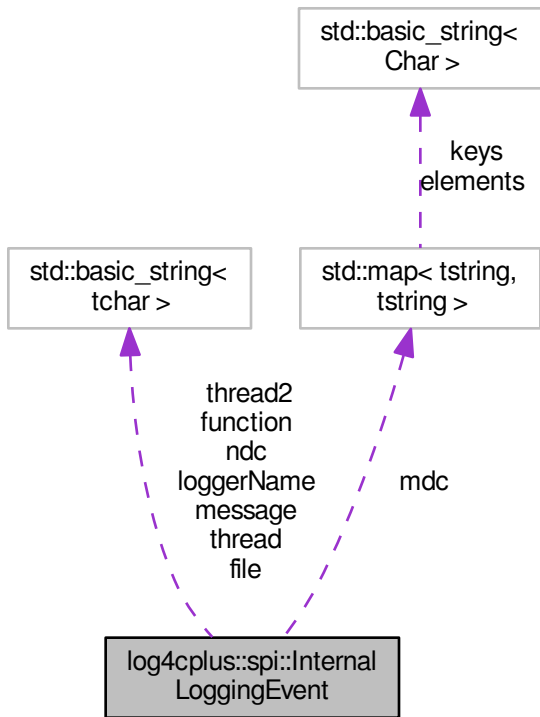 std::basic_string<
Char >
keys
elements
std::basic_string<
tchar >
std::map< tstring,
tstring >
thread2
function
ndc
loggerName
message
thread
file
mdc
log4cplus::spi::Internal
LoggingEvent